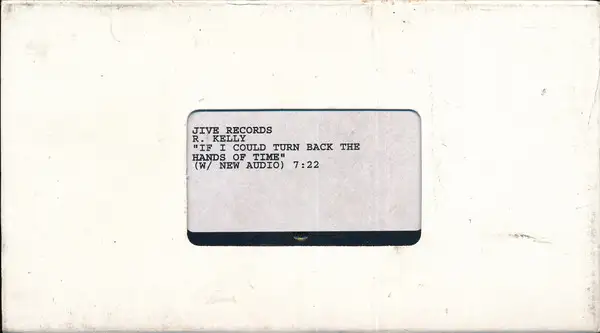 JIVE RECORDS
R. KELLY
"IF I COULD TURN BACK THE
HANDS OF TIME"
(W/ NEW AUDIO) 7:22